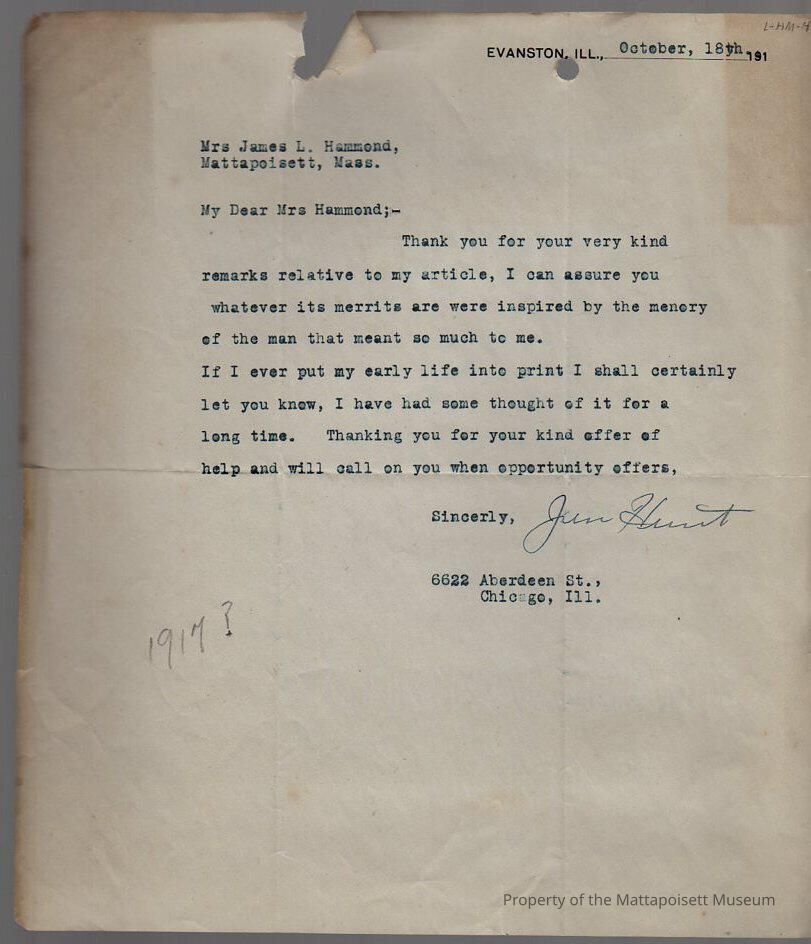 L-HM-4
EVANSTON, ILL., October, 18th, 191
Mrs James L. Hammond,
Mattapoisett, Mass.
My Dear Mrs Hammond;-
Thank you for your very kind
remarks relative to my article, I can assure you
whatever its merrits are were inspired by the memory
of the man that meant so much to me.
If I ever put my early life into print I shall certainly
let you know, I have had some thought of it for a
long time. Thanking you for your kind offer of
help and will call on you when opportunity offers,
Sincerely, Hunt
6622 Aberdeen St.,
Chicago, Ill.
1917?
Property of the Mattapoisett Museum